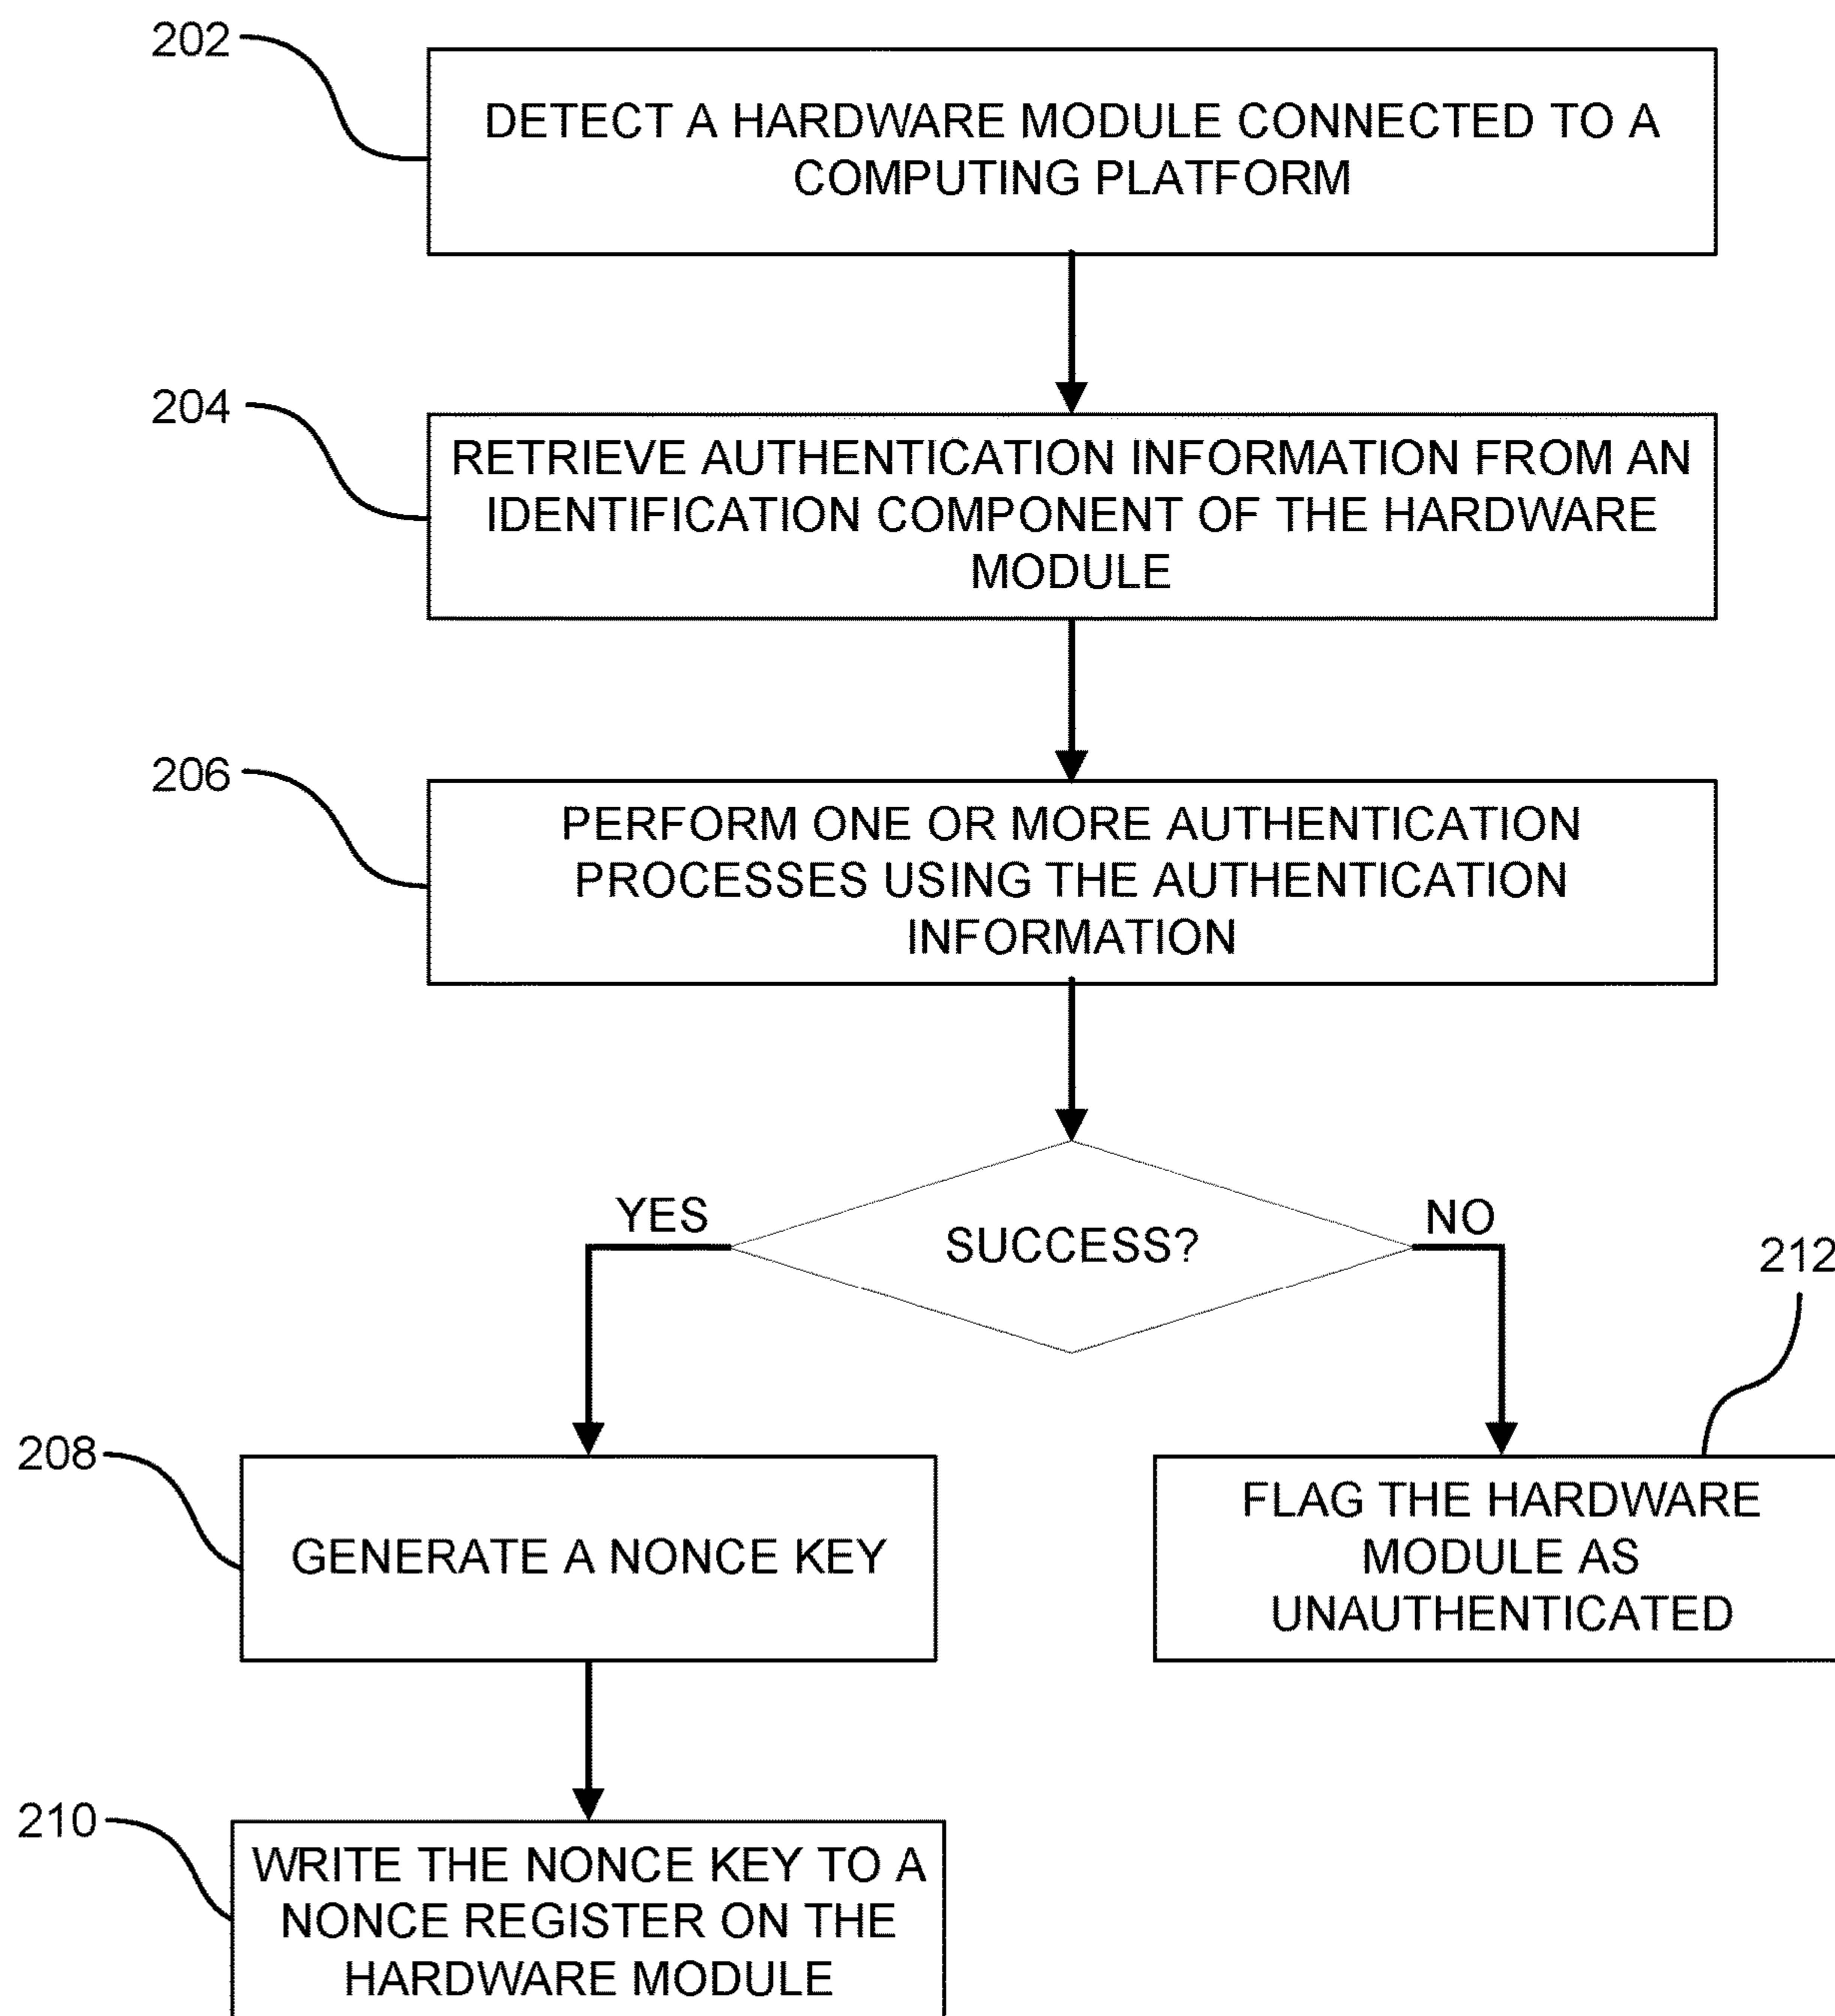 202
DETECT A HARDWARE MODULE CONNECTED TO A
COMPUTING PLATFORM
204
RETRIEVE AUTHENTICATION INFORMATION FROM AN
IDENTIFICATION COMPONENT OF THE HARDWARE
MODULE
206
PERFORM ONE OR MORE AUTHENTICATION
PROCESSES USING THE AUTHENTICATION
INFORMATION
YES
SUCCESS?
NO
212
208
GENERATE A NONCE KEY
FLAG THE HARDWARE
MODULE AS
UNAUTHENTICATED
210
WRITE THE NONCE KEY TO A
NONCE REGISTER ON THE
HARDWARE MODULE